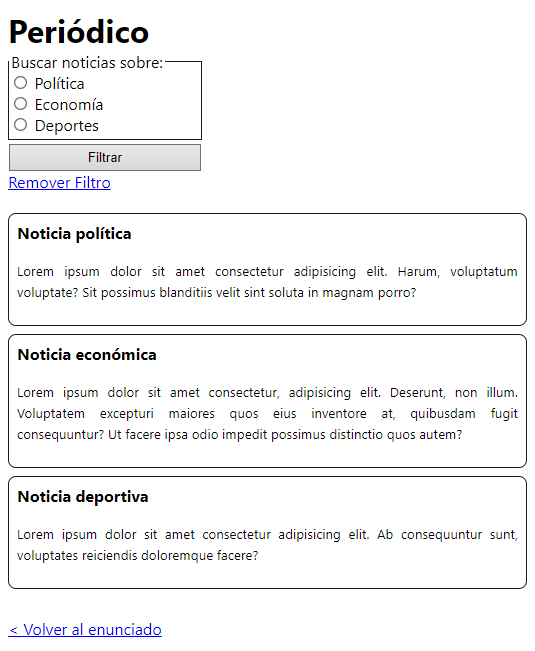 Periódico
Buscar noticias sobre:
Política
Economía
Deportes
Filtrar
Remover Filtro
Noticia política
Lorem ipsum dolor sit amet consectetur adipisicing elit. Harum, voluptatum
voluptate? Sit possimus blanditiis velit sint soluta in magnam porro?
Noticia económica
Lorem ipsum dolor sit amet consectetur, adipisicing elit. Deserunt, non illum.
Voluptatem excepturi maiores quos eius inventore at, quibusdam fugit
consequuntur? Ut facere ipsa odio impedit possimus distinctio quos autem?
Noticia deportiva
Lorem ipsum dolor sit amet consectetur adipisicing elit. Ab consequuntur sunt,
voluptates reiciendis doloremque facere?
< Volver al enunciado